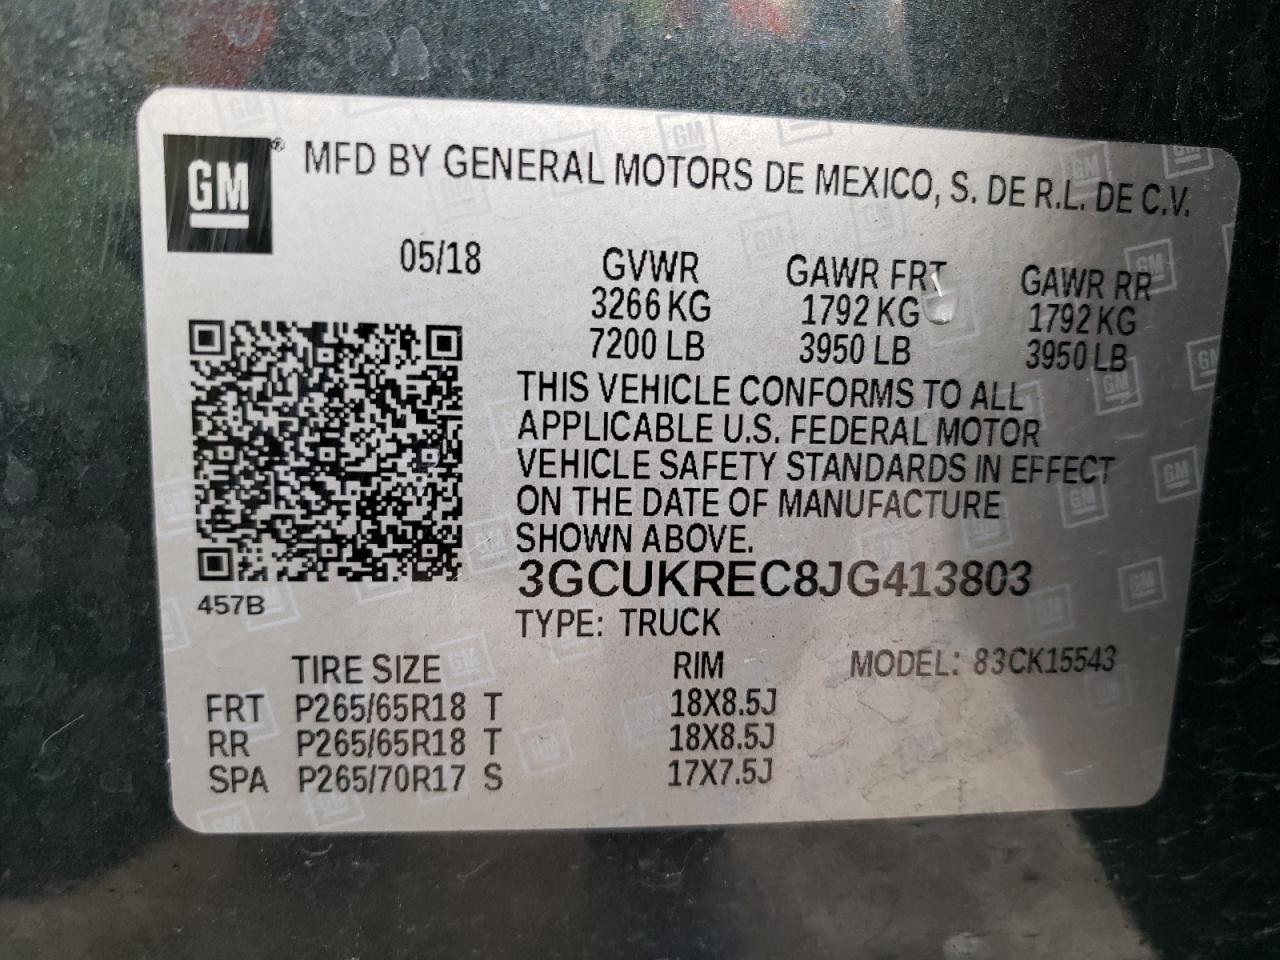 GM® MFD BY GENERAL MOTORS DE MEXICO, S. DE R.L. DE C.V.
05/18 GVWR GAWR FRT GAWR RR
3266 KG 1792 KG 1792 KG
7200 LB 3950 LB 3950 LB
THIS VEHICLE CONFORMS TO ALL
APPLICABLE U.S. FEDERAL MOTOR
VEHICLE SAFETY STANDARDS IN EFFECT
ON THE DATE OF MANUFACTURE
SHOWN ABOVE.
3GCUKREC8JG413803
457B
TYPE: TRUCK
TIRE SIZE RIM MODEL: 83CK15543
FRT P265/65R18 T 18X8.5J
RR P265/65R18 T 18X8.5J
SPA P265/70R17 S 17X7.5J